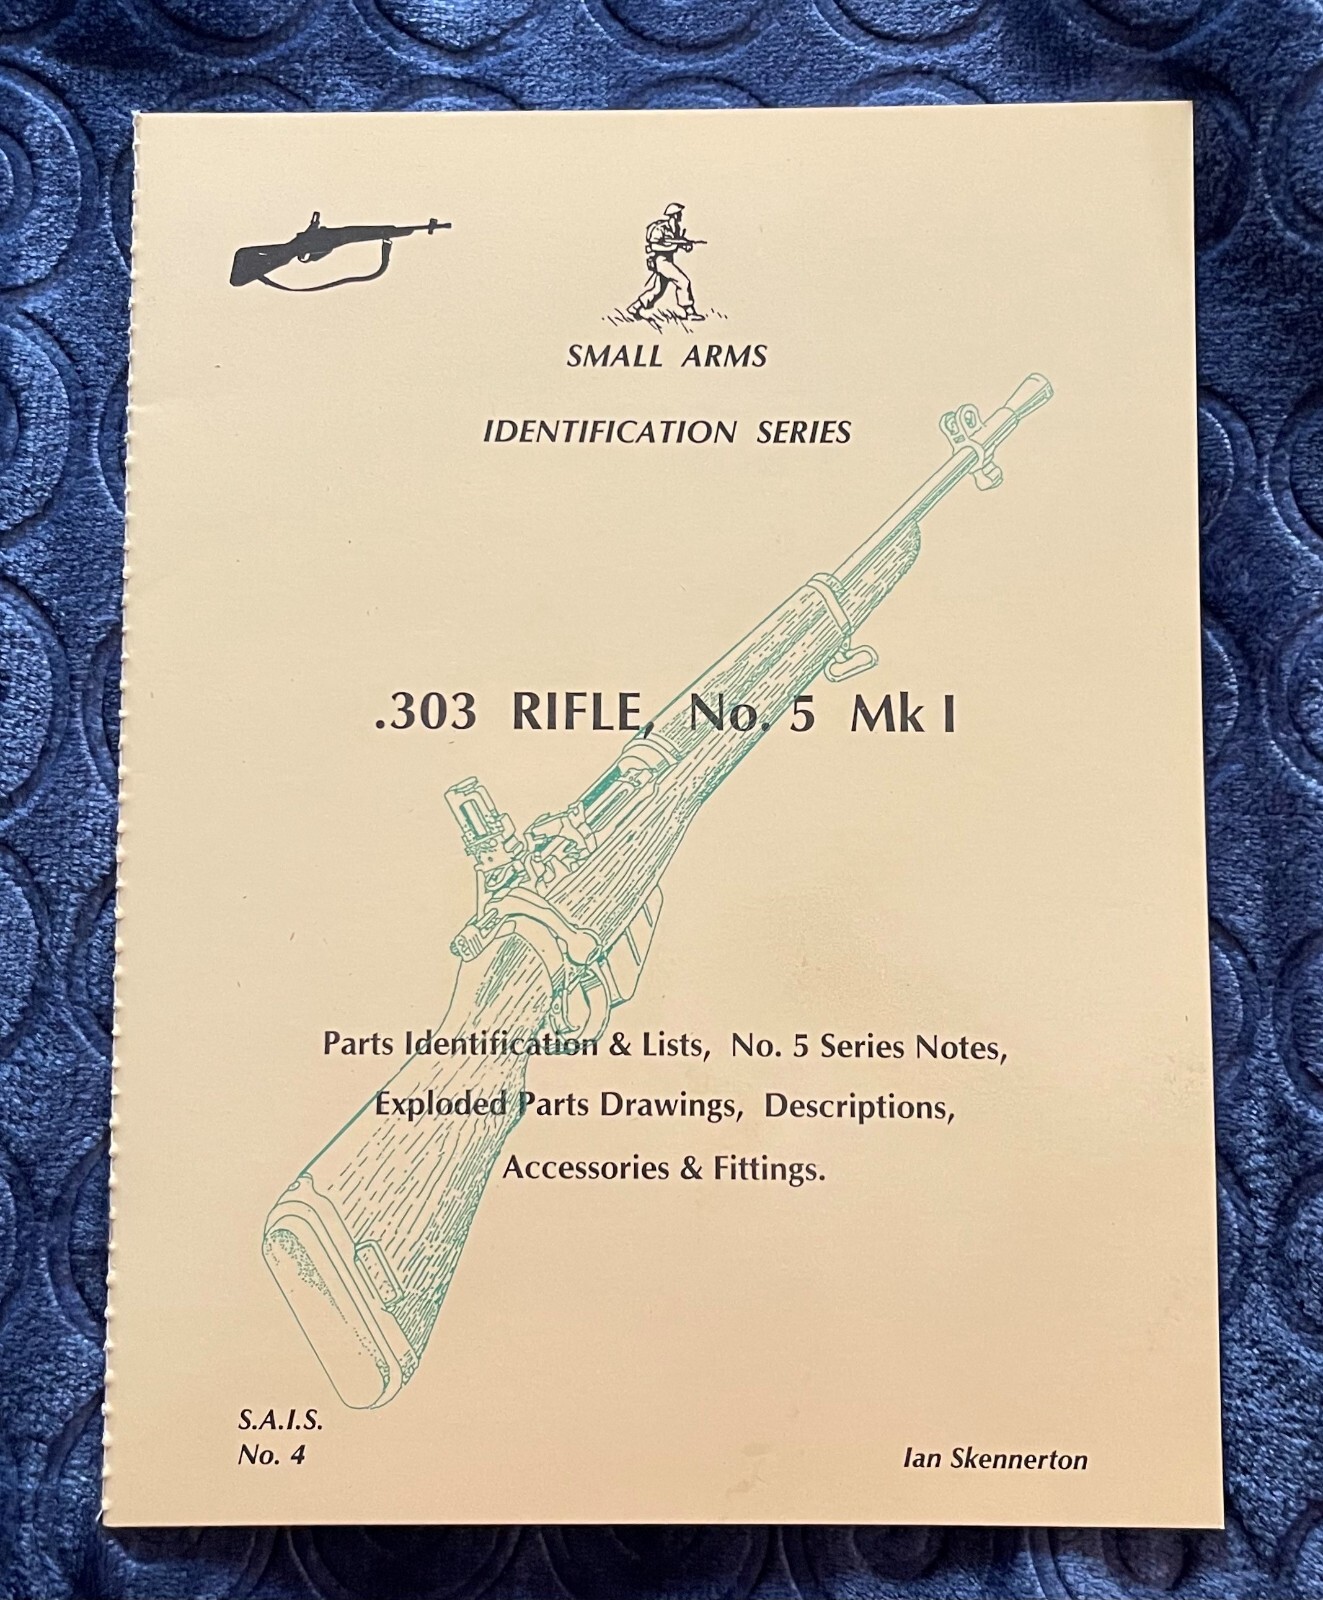 SMALL ARMS
IDENTIFICATION SERIES
.303 RIFLE, No. 5 Mk I
Parts Identification & Lists, No. 5 Series Notes,
Exploded Parts Drawings, Descriptions,
Accessories & Fittings.
S.A.I.S.
No. 4
Ian Skennerton